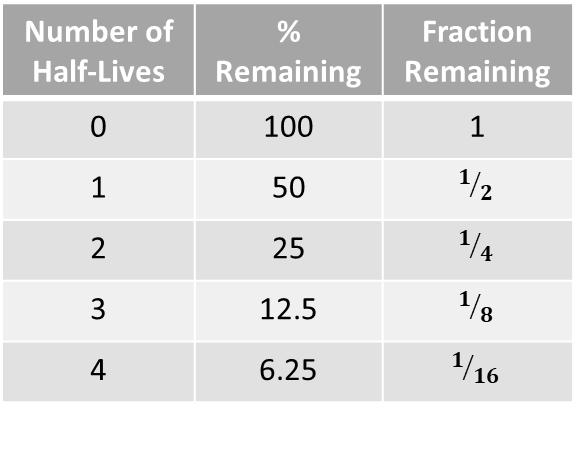 Number of Half-Lives | % Remaining | Fraction Remaining
0 | 100 | 1
1 | 50 | 1/2
2 | 25 | 1/4
3 | 12.5 | 1/8
4 | 6.25 | 1/16